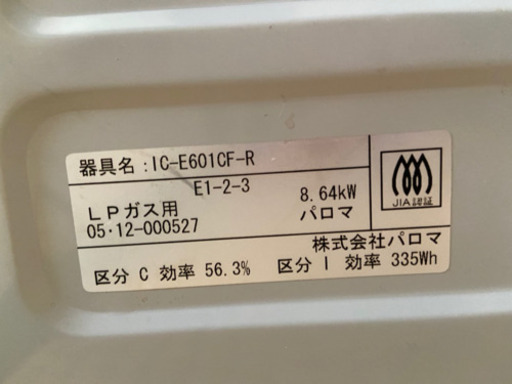 器具名:IC-E601CF-R
E1-2-3
LPガス用 8.64kW
05・12-000527 パロマ
JIA認証
株式会社パロマ
区分 C 効率 56.3% 区分 I 効率 335Wh